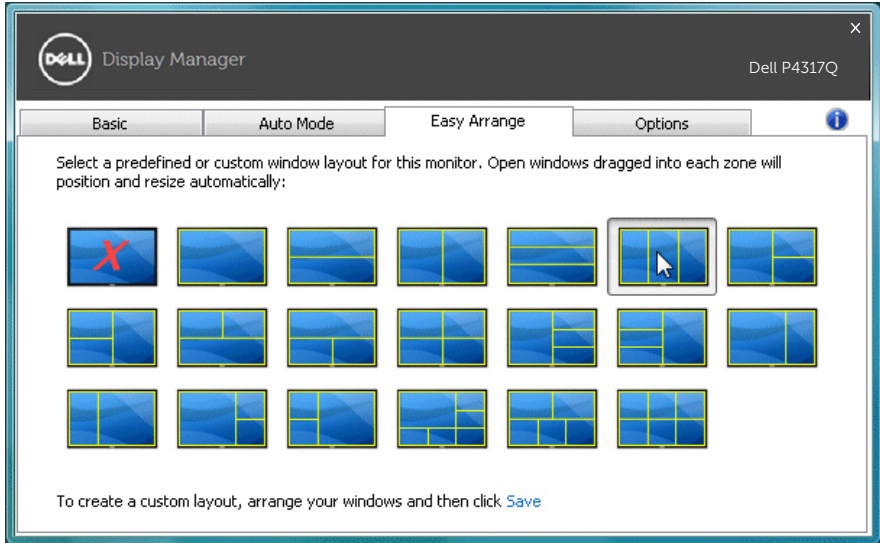 DELL Display Manager
X
Dell P4317Q
Basic Auto Mode Easy Arrange Options
Select a predefined or custom window layout for this monitor. Open windows dragged into each zone will
position and resize automatically:
X
To create a custom layout, arrange your windows and then click Save